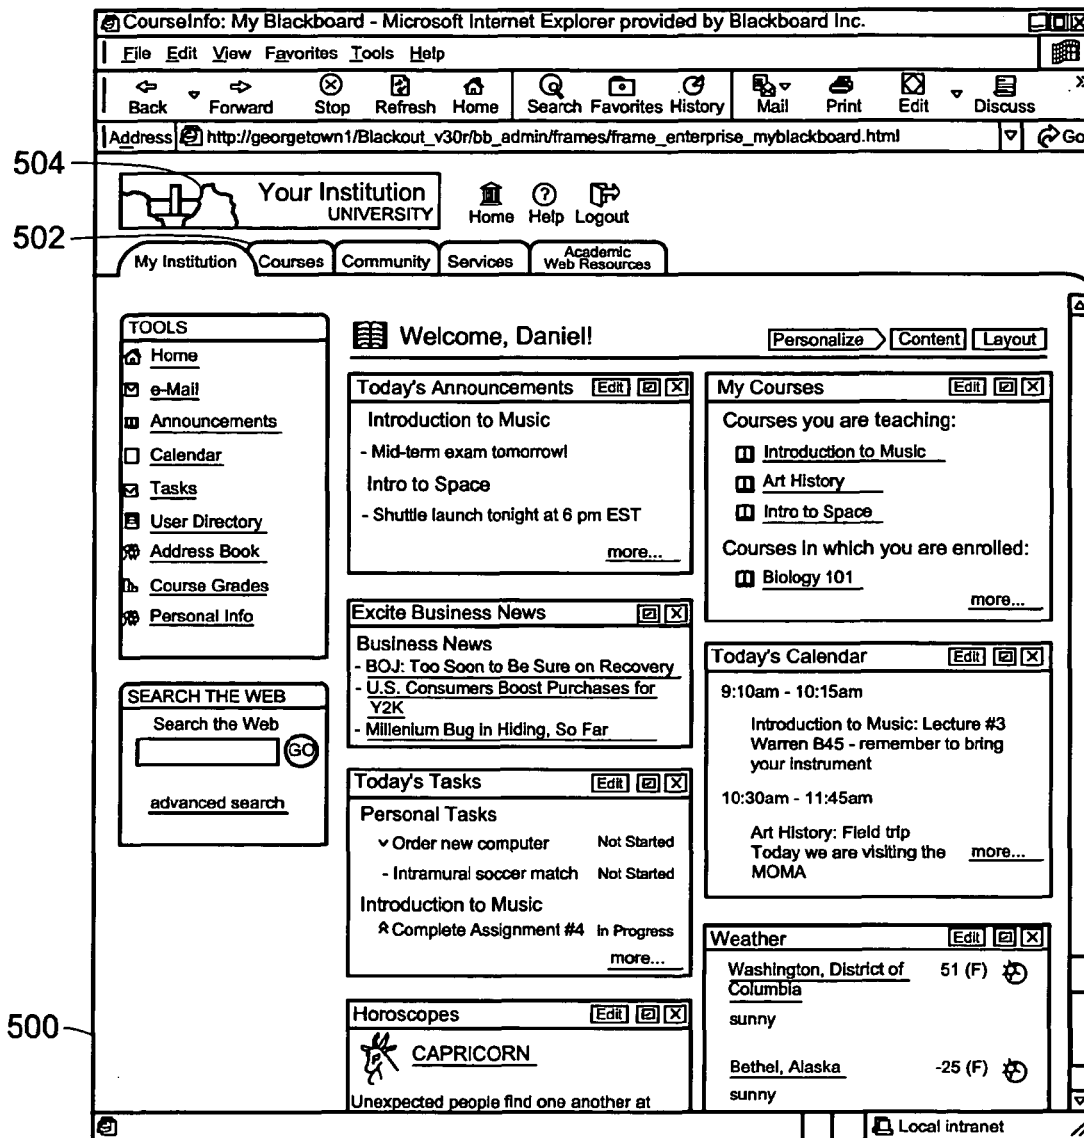 CourseInfo: My Blackboard - Microsoft Internet Explorer provided by Blackboard Inc.
File Edit View Favorites Tools Help
Back Forward Stop Refresh Home Search Favorites History Mail Print Edit Discuss »
Address http://georgetown1/Blackout_v30r/bb_admin/frames/frame_enterprise_myblackboard.html Go
504
Your Institution
UNIVERSITY
Home Help Logout
502
My Institution Courses Community Services Academic Web Resources
TOOLS
Home
e-Mail
Announcements
Calendar
Tasks
User Directory
Address Book
Course Grades
Personal Info
SEARCH THE WEB
Search the Web
GO
advanced search
Welcome, Daniel!
Personalize Content Layout
Today's Announcements Edit
Introduction to Music
- Mid-term exam tomorrow!
Intro to Space
- Shuttle launch tonight at 6 pm EST
more...
Excite Business News
Business News
- BOJ: Too Soon to Be Sure on Recovery
- U.S. Consumers Boost Purchases for
Y2K
- Millenium Bug in Hiding, So Far
Today's Tasks Edit
Personal Tasks
Order new computer Not Started
- Intramural soccer match Not Started
Introduction to Music
Complete Assignment #4 In Progress
more...
Horoscopes Edit
CAPRICORN
Unexpected people find one another at
My Courses Edit
Courses you are teaching:
Introduction to Music
Art History
Intro to Space
Courses in which you are enrolled:
Biology 101
more...
Today's Calendar Edit
9:10am - 10:15am
Introduction to Music: Lecture #3
Warren B45 - remember to bring
your instrument
10:30am - 11:45am
Art History: Field trip
Today we are visiting the
MOMA
more...
Weather Edit
Washington, District of 51 (F)
Columbia
sunny
Bethel, Alaska -25 (F)
sunny
500
Local intranet